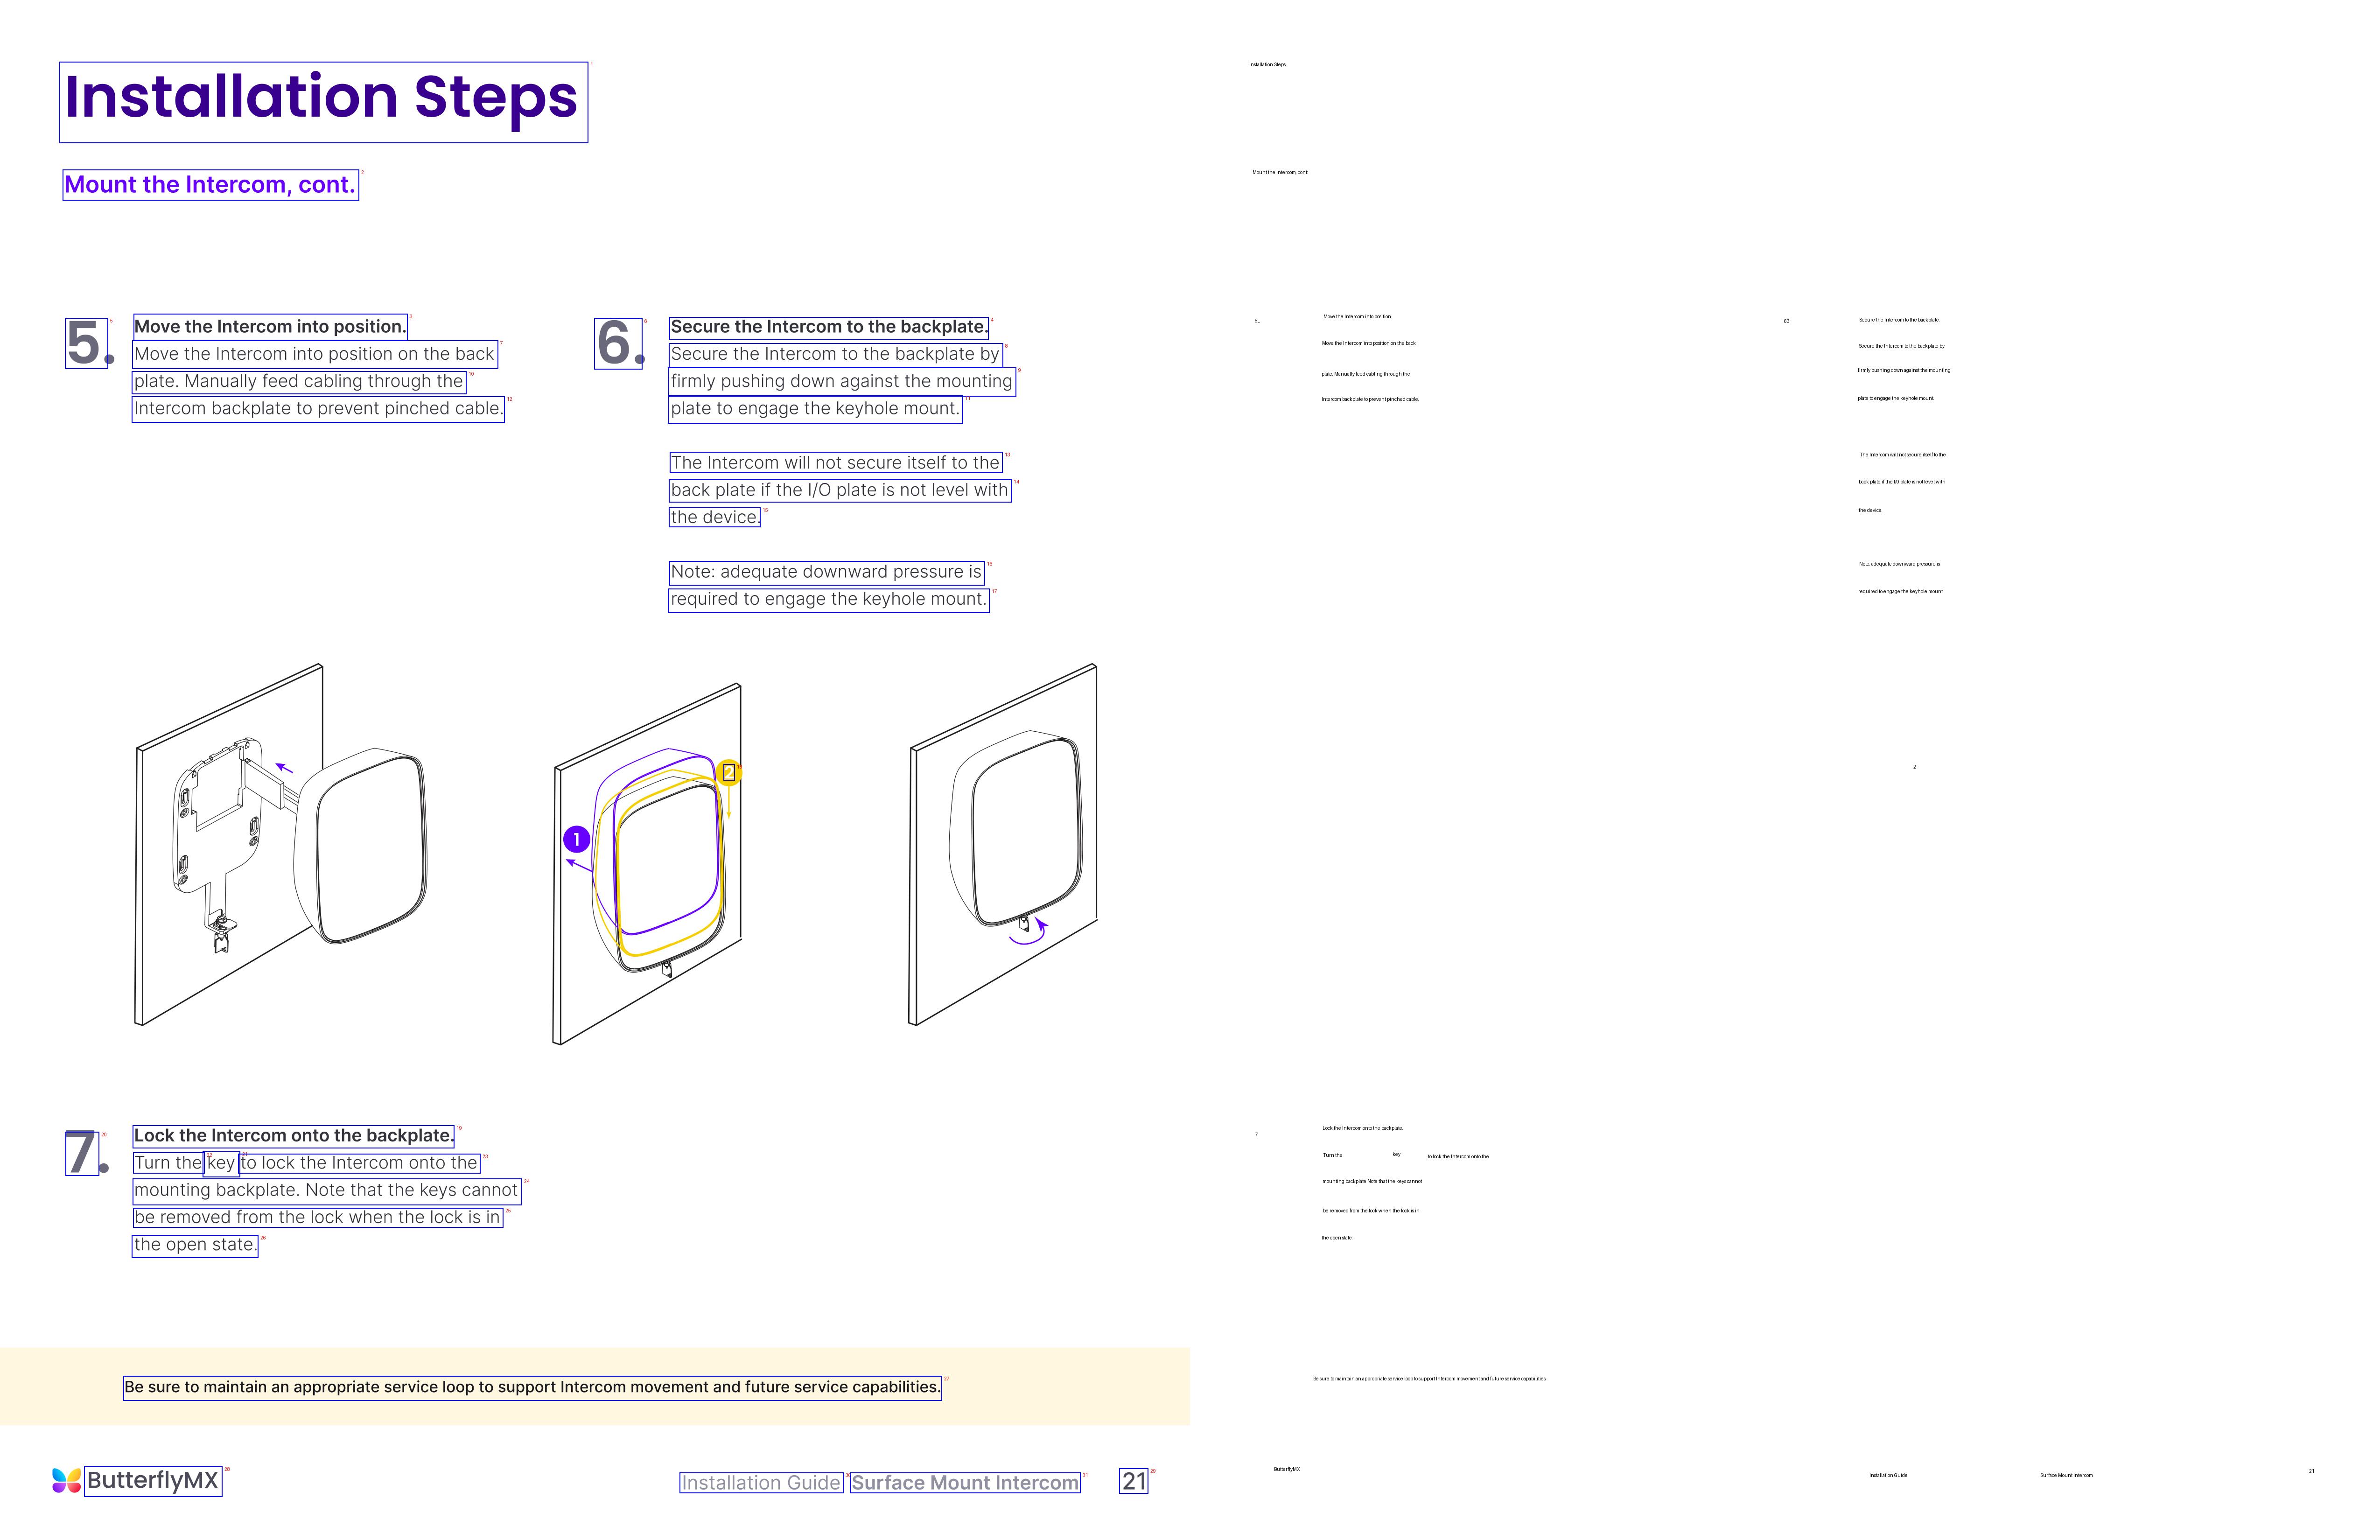 Installation Steps
Mount the Intercom, cont.
5.
Move the Intercom into position.
Move the Intercom into position on the back
plate. Manually feed cabling through the
Intercom backplate to prevent pinched cable.
6.
Secure the Intercom to the backplate.
Secure the Intercom to the backplate by
firmly pushing down against the mounting
plate to engage the keyhole mount.
The Intercom will not secure itself to the
back plate if the I/O plate is not level with
the device.
Note: adequate downward pressure is
required to engage the keyhole mount.
1
2
7.
Lock the Intercom onto the backplate.
Turn the key to lock the Intercom onto the
mounting backplate. Note that the keys cannot
be removed from the lock when the lock is in
the open state.
Be sure to maintain an appropriate service loop to support Intercom movement and future service capabilities.
ButterflyMX
Installation Guide Surface Mount Intercom 21
Installation Steps
Mount the Intercom, cont
5_
Move the Intercom into position.
Move the Intercom into position on the back
plate. Manually feed cabling through the
Intercom backplate to prevent pinched cable.
63
Secure the Intercom to the backplate.
Secure the Intercom to the backplate by
firmly pushing down against the mounting
plate to engage the keyhole mount
The Intercom will not secure itself to the
back plate if the I/O plate is not level with
the device.
Note adequate downward pressure is
required to engage the keyhole mount
2
7
Lock the Intercom onto the backplate.
Turn the key to lock the Intercom onto the
mounting backplate Note that the keys cannot
be removed from the lock when the lock is in
the open state:
Be sure to maintain an appropriate service loop to support Intercom movement and future service capabilities.
ButterflyMX
Installation Guide Surface Mount Intercom 21